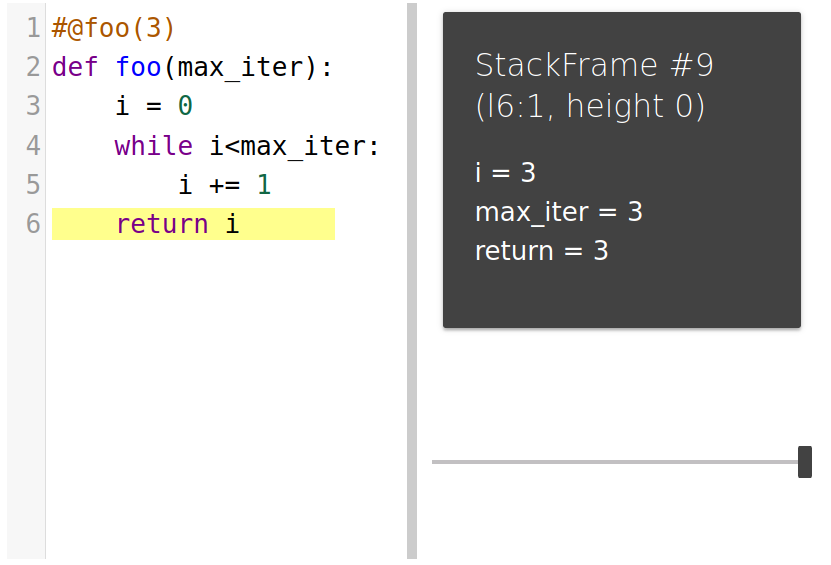 1 #@foo(3)
2 def foo(max_iter):
3     i = 0
4     while i<max_iter:
5         i += 1
6     return i
StackFrame #9
(l6:1, height 0)
i = 3
max_iter = 3
return = 3